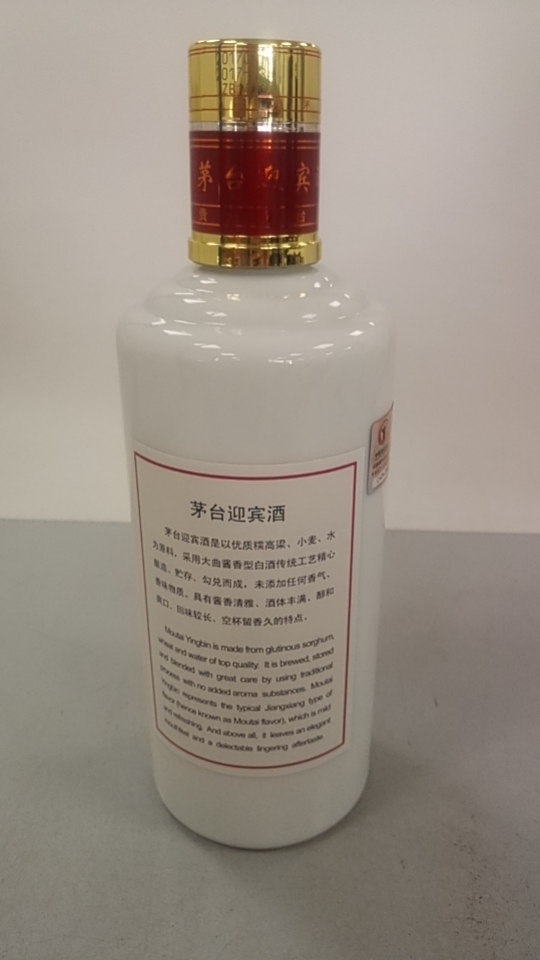 2017
2017
茅台迎宾
贵
台
茅台迎宾酒
茅台迎宾酒是以优质糯高粱、小麦、水
为原料，采用大曲酱香型白酒传统工艺精心
酿造、贮存、勾兑而成，未添加任何香气、
香味物质，具有酱香清雅、酒体丰满、醇和
爽口、回味较长、空杯留香久的特点。
Moutai Yingbin is made from glutinous sorghum,
wheat and water of top quality. It is brewed, stored
and blended with great care by using traditional
process with no added aroma substances. Moutai
Yingbin represents the typical Jiangxiang type of
flavor (hence known as Moutai flavor), which is mild
and refreshing. And above all, it leaves an elegant
mouthfeel and a delectable lingering aftertaste.